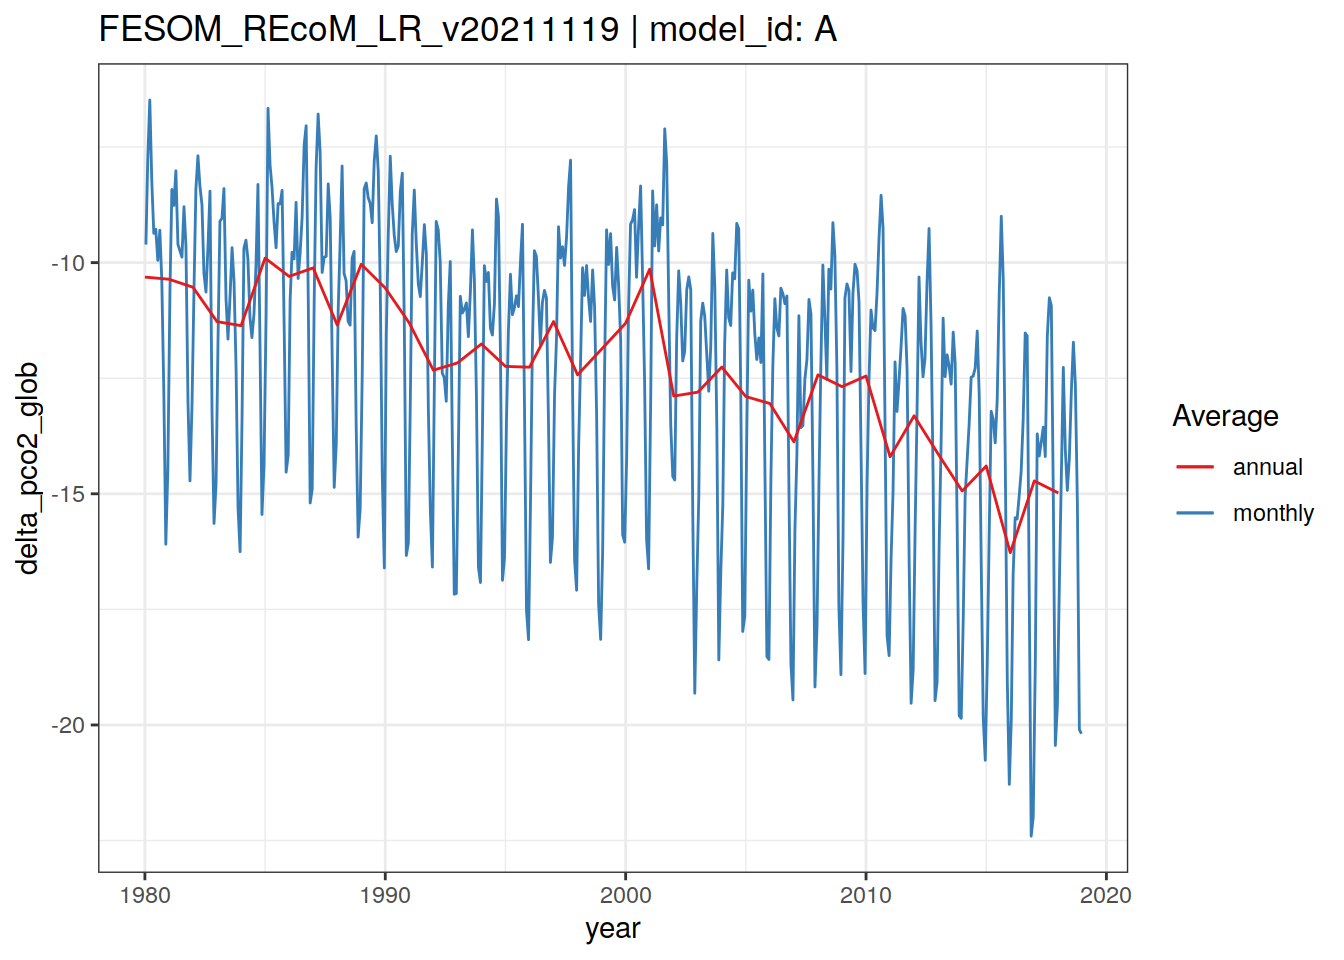 FESOM_REcoM_LR_v20211119 | model_id: A
delta_pco2_glob
-10
-15
-20
1980
1990
2000
2010
2020
year
Average
annual
monthly